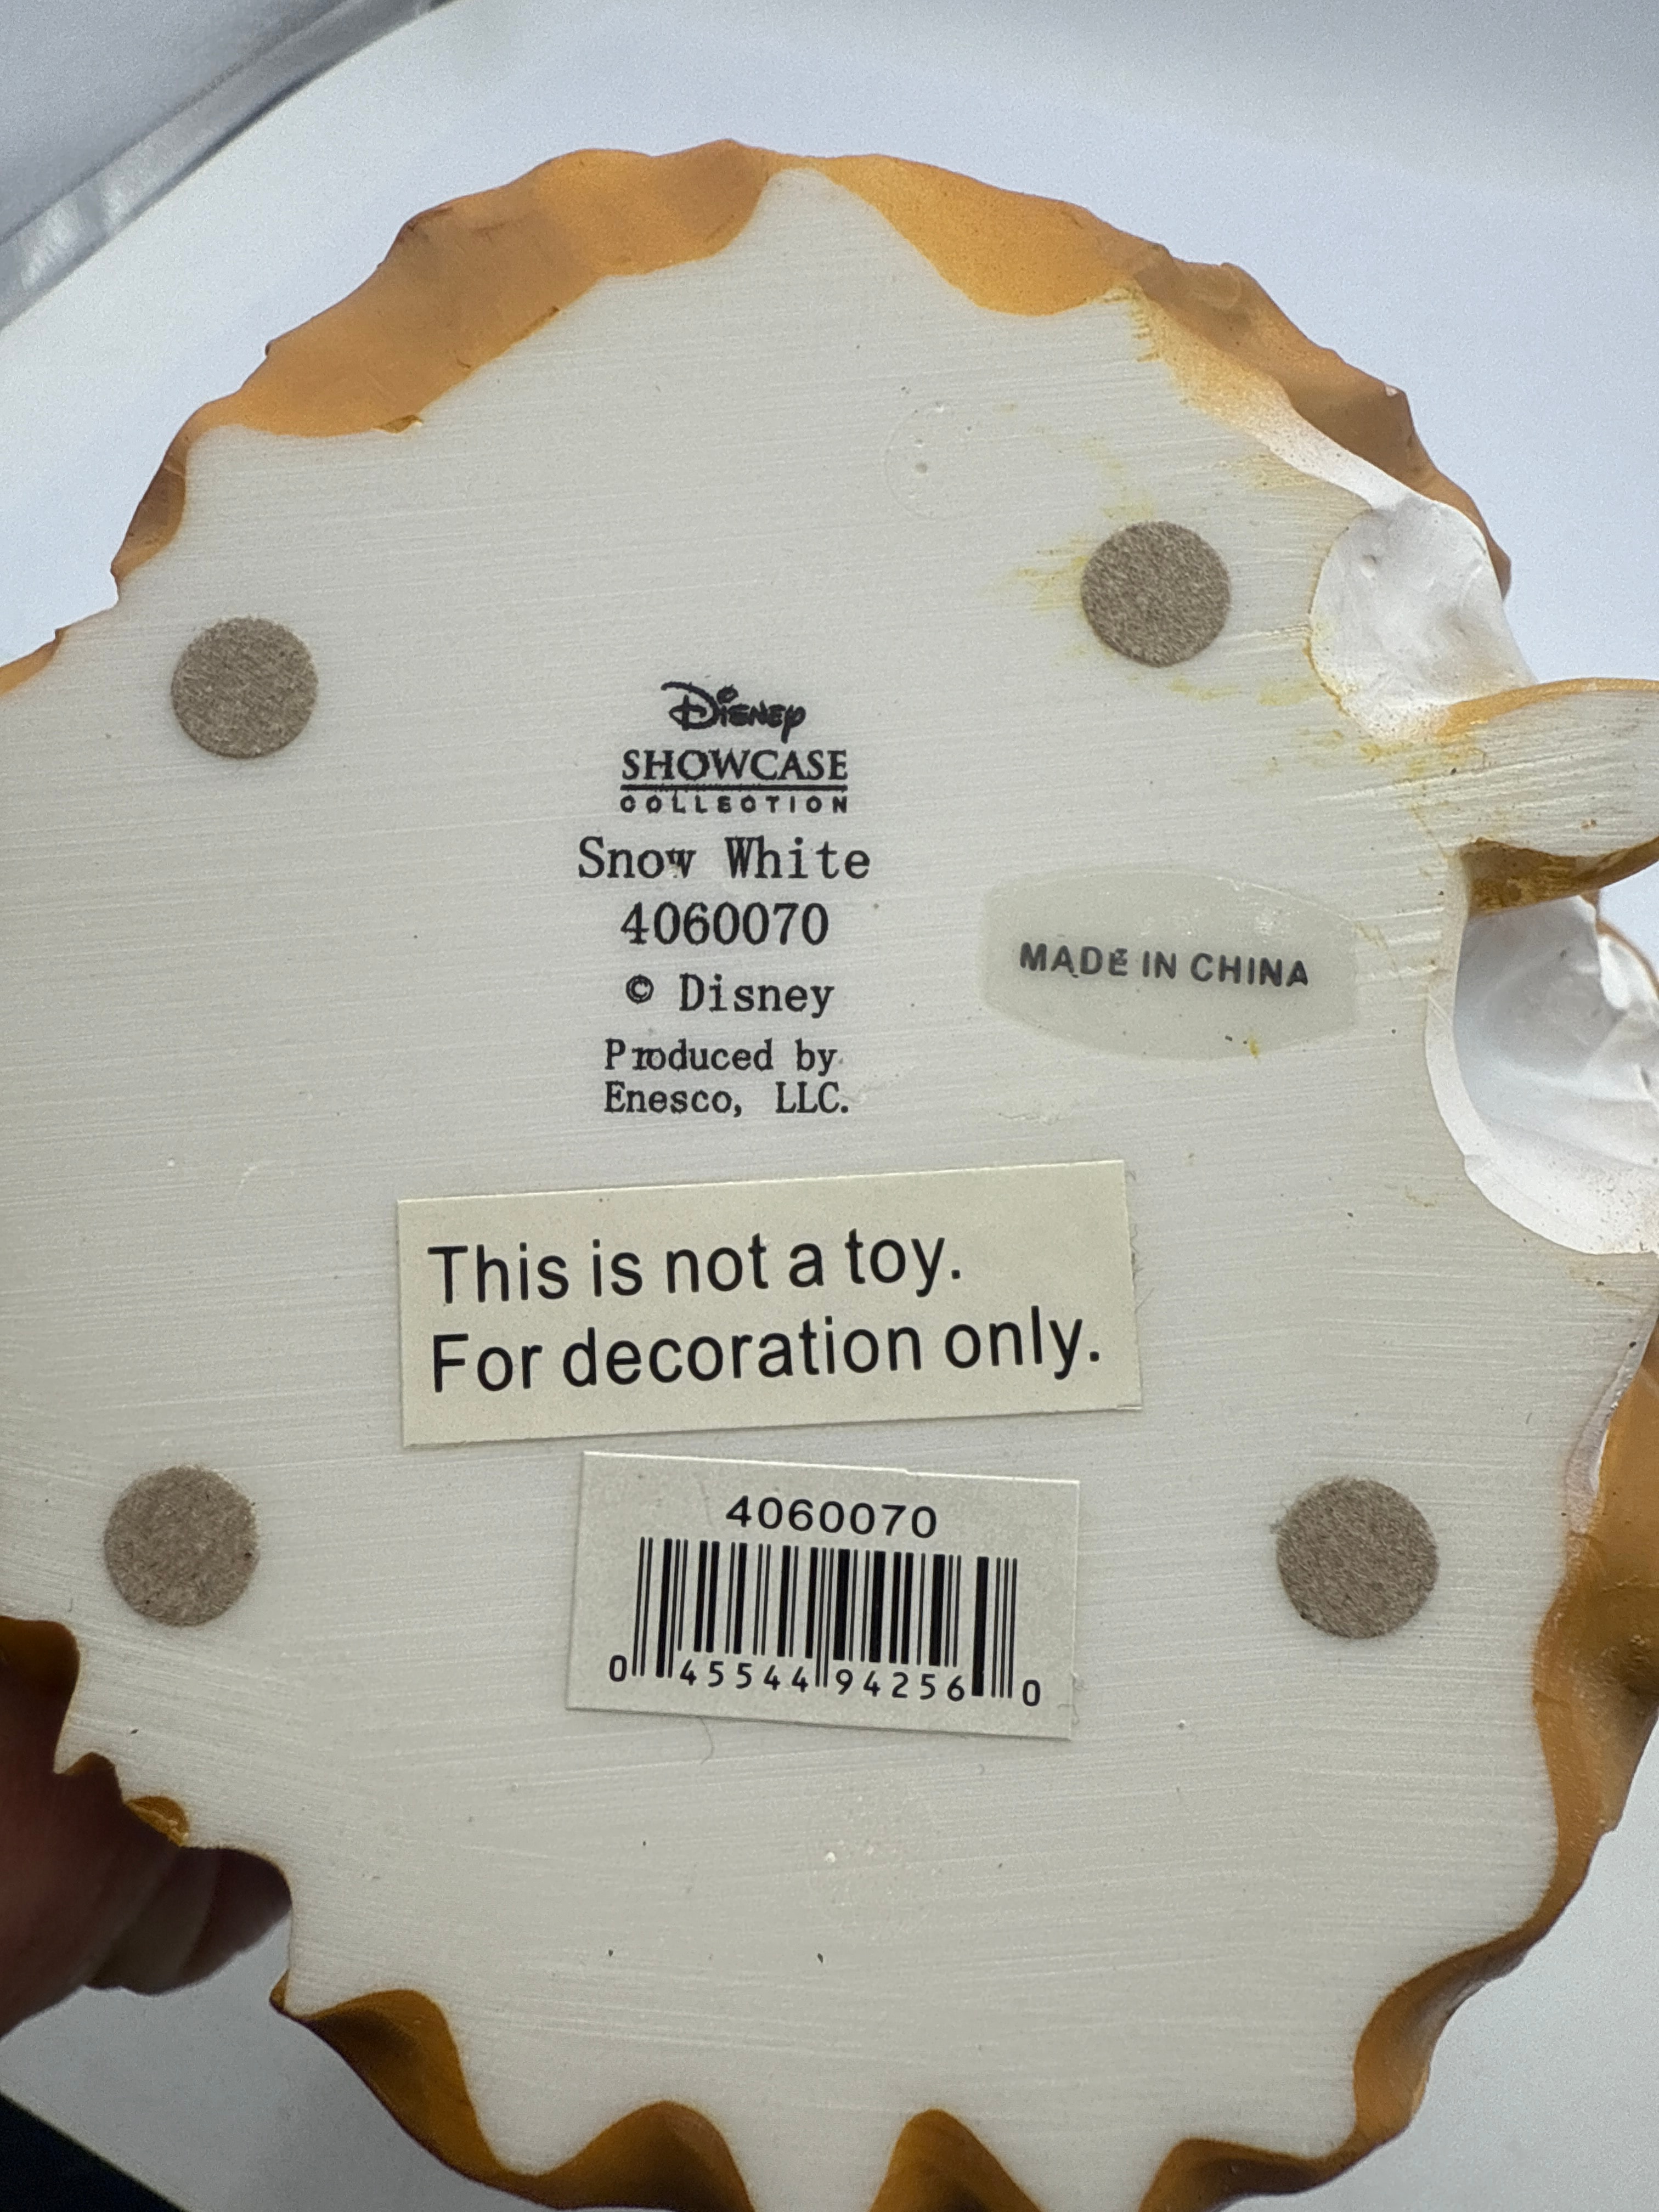 Disney
SHOWCASE
COLLECTION
Snow White
4060070
© Disney
Produced by
Enesco, LLC.
MADE IN CHINA
This is not a toy.
For decoration only.
4060070
0 45544 94256 0